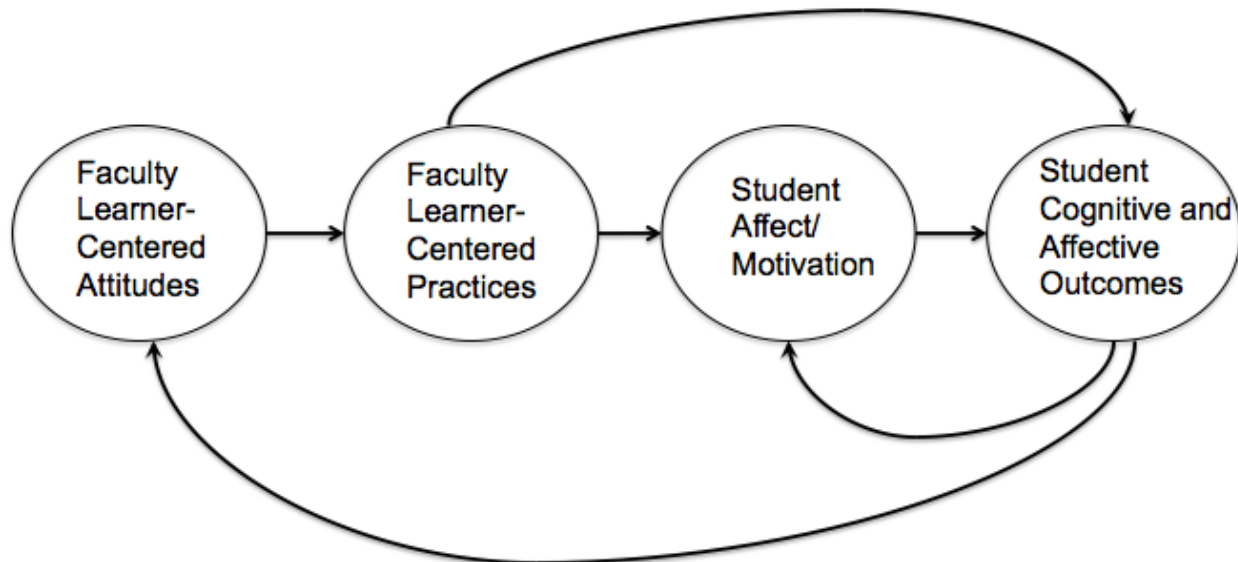 Faculty
Learner-
Centered
Attitudes
Faculty
Learner-
Centered
Practices
Student
Affect/
Motivation
Student
Cognitive and
Affective
Outcomes